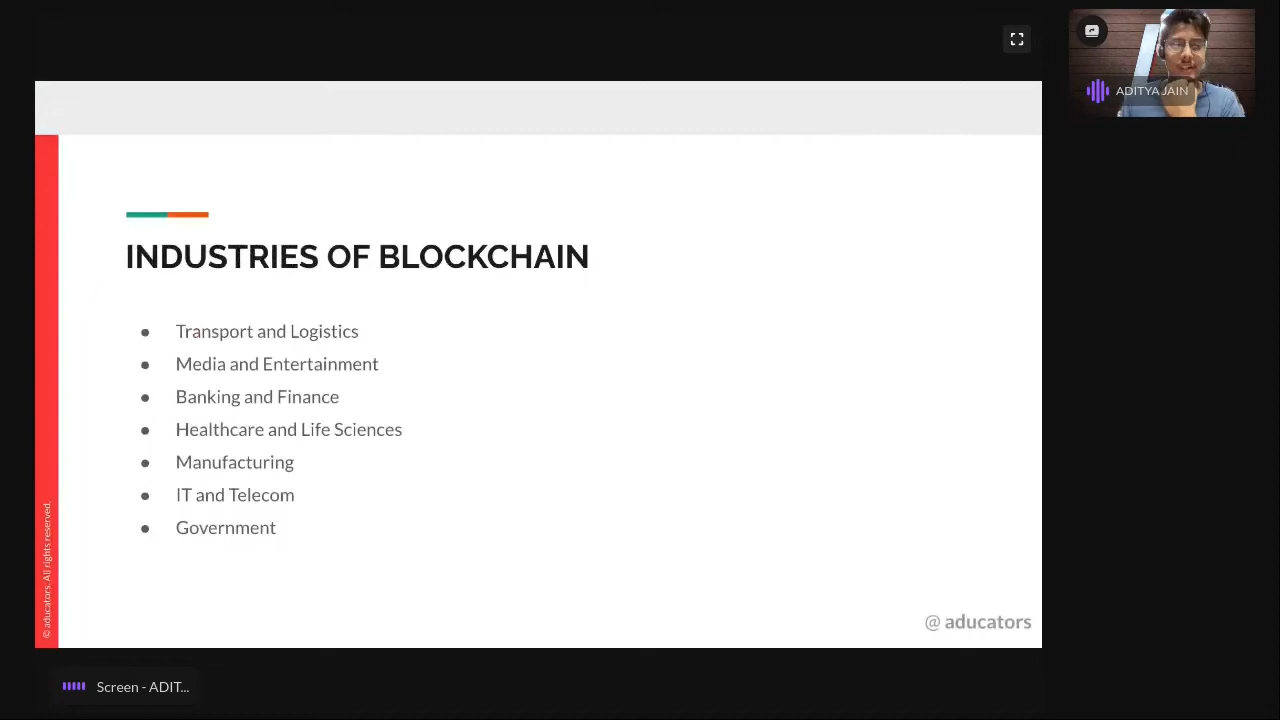 ADITYA JAIN
INDUSTRIES OF BLOCKCHAIN
● Transport and Logistics
● Media and Entertainment
● Banking and Finance
● Healthcare and Life Sciences
● Manufacturing
● IT and Telecom
● Government
© aducators. All rights reserved.
@ aducators
Screen - ADIT...